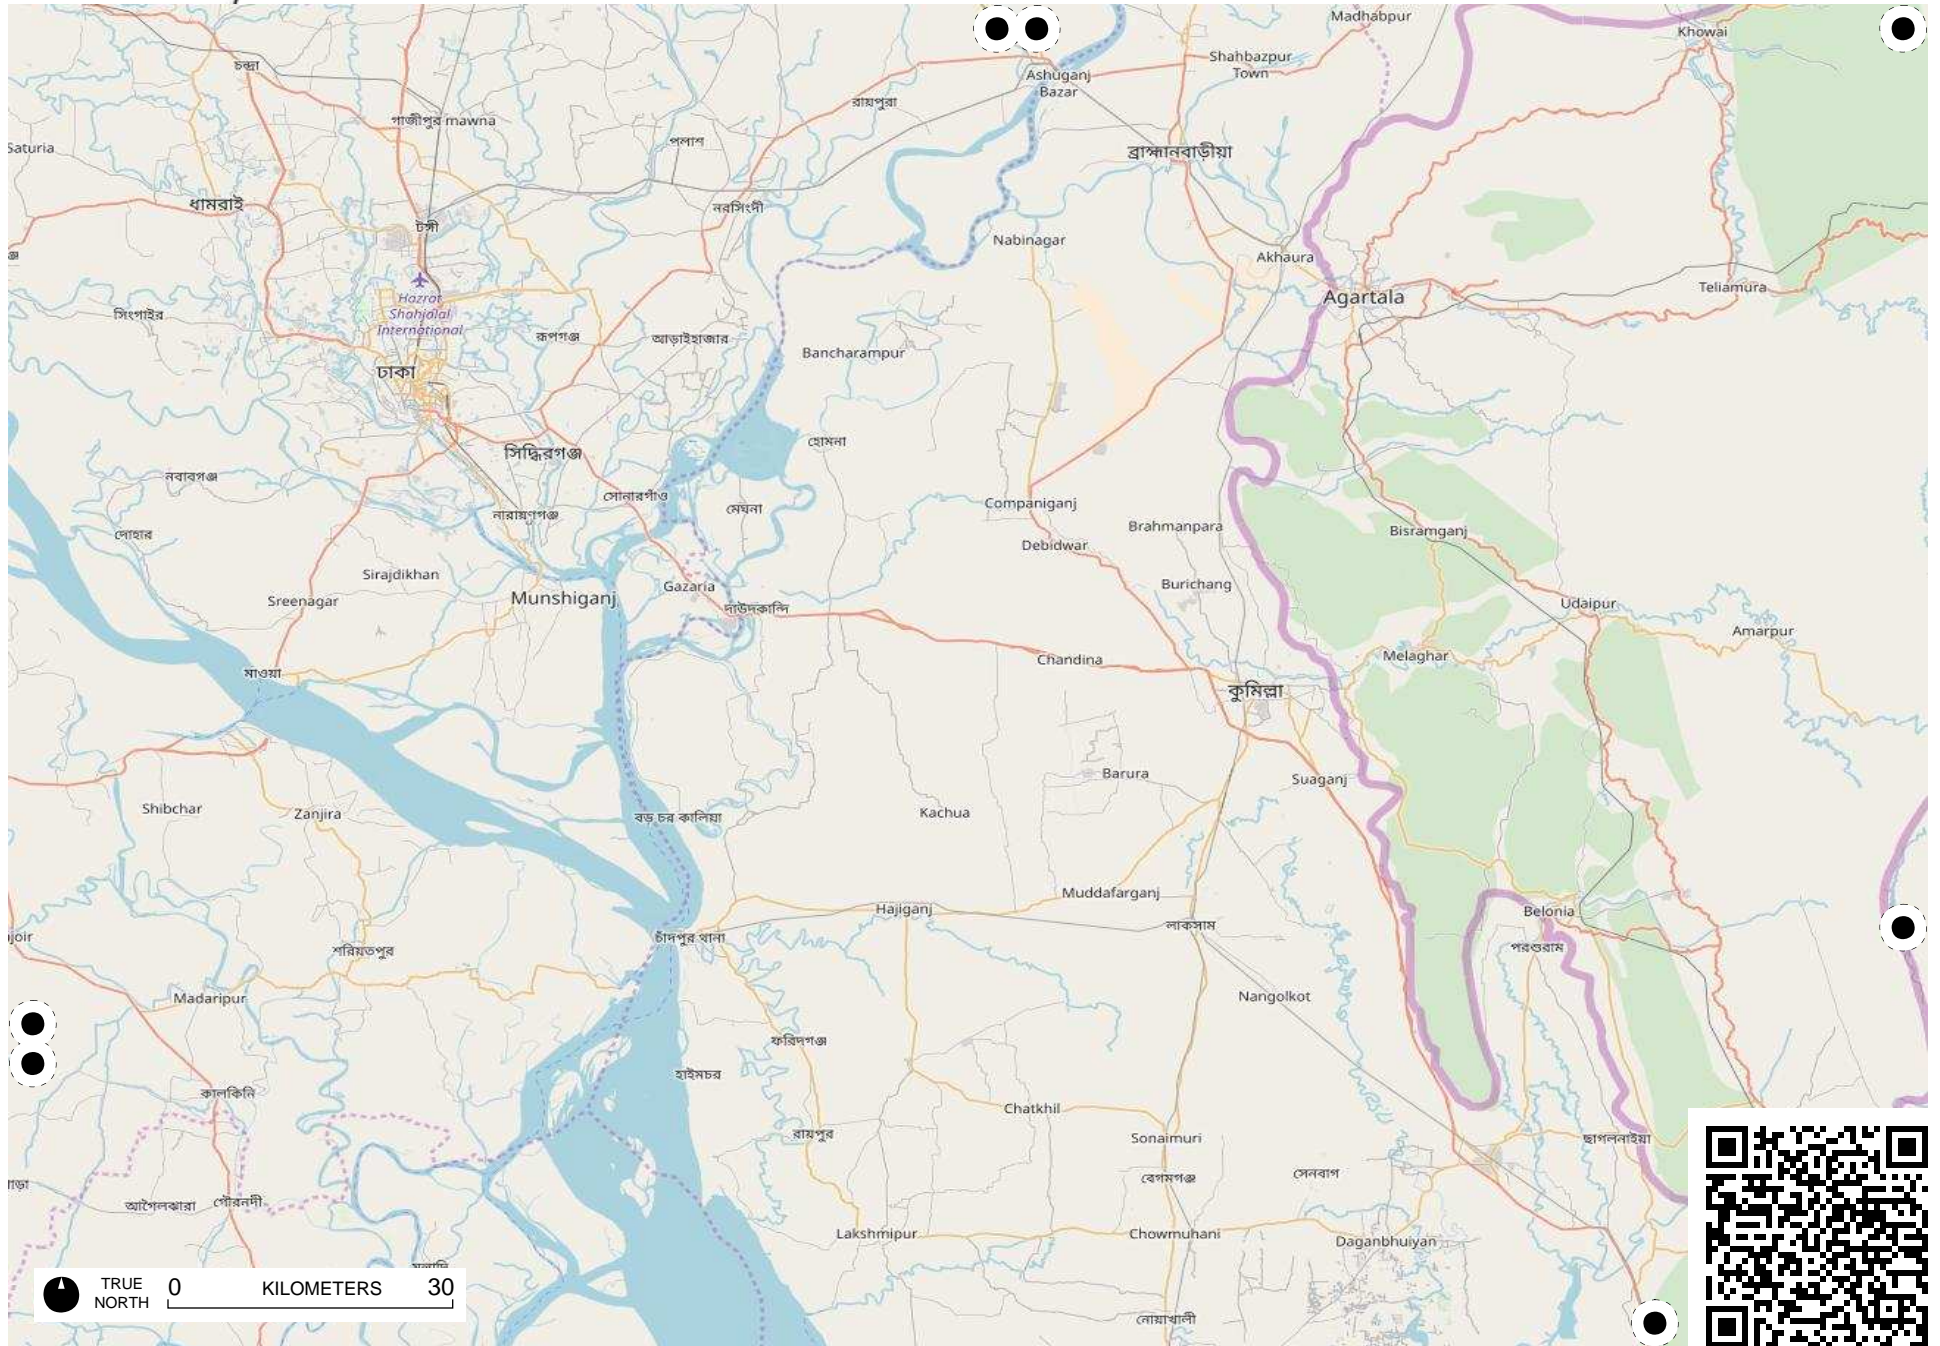 Madhabpur
Khowai
চন্দ্রা
Shahbazpur
Town
Ashuganj
Bazar
রায়পুরা
গাজীপুর mawna
পলাশ
Saturia
ব্রাহ্মানবাড়ীয়া
ধামরাই
নরসিংদী
টঙ্গী
Nabinagar
Akhaura
Teliamura
Agartala
Hazrat
Shahjalal
International
সিংগাইর
রূপগঞ্জ
আড়াইহাজার
Bancharampur
ঢাকা
হোমনা
সিদ্ধিরগঞ্জ
নবাবগঞ্জ
সোনারগাঁও
মেঘনা
Companiganj
নারায়ণগঞ্জ
Brahmanpara
Bisramganj
দোহার
Debidwar
Sirajdikhan
Gazaria
Burichang
Sreenagar
Munshiganj
দাউদকান্দি
Udaipur
Amarpur
Chandina
Melaghar
মাওয়া
কুমিল্লা
Barura
Suaganj
Shibchar
Zanjira
বড় চর কালিয়া
Kachua
Muddafarganj
Hajiganj
Belonia
লাকসাম
চাঁদপুর থানা
শরিয়তপুর
পরশুরাম
Madaripur
Nangolkot
ফরিদগঞ্জ
হাইমচর
কালকিনি
Chatkhil
রায়পুর
Sonaimuri
ছাগলনাইয়া
বেগমগঞ্জ
সেনবাগ
আগৈলঝারা
গৌরনদী
Lakshmipur
Chowmuhani
Daganbhuiyan
নোয়াখালী
TRUE
NORTH
0 KILOMETERS 30